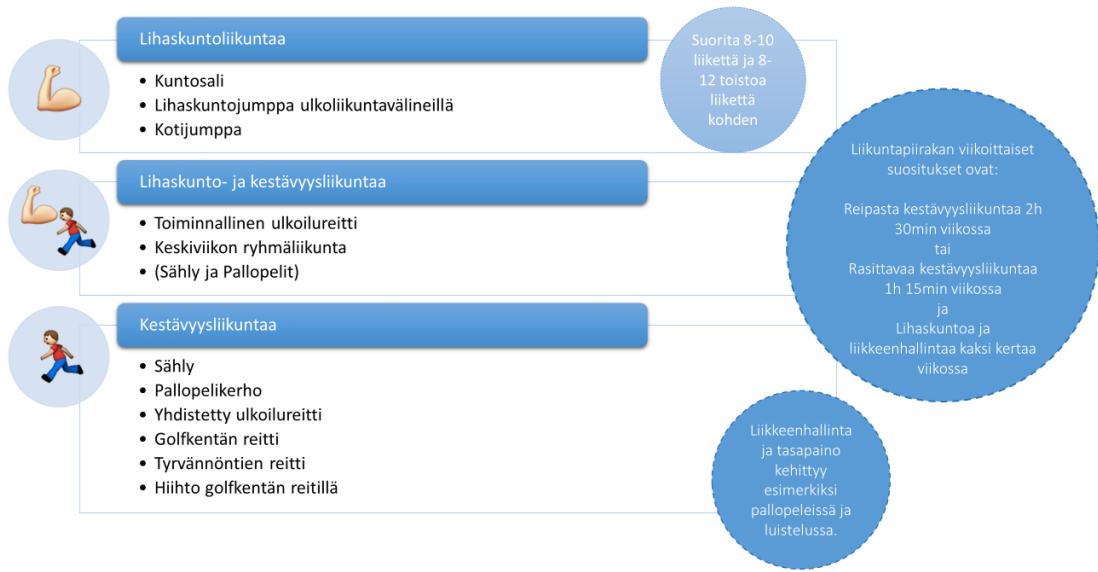 Lihaskuntoliikuntaa
• Kuntosali
• Lihaskuntojumppa ulkoliikuntavälineillä
• Kotijumppa
Suorita 8-10
liikettä ja 8-
12 toistoa
liikettä
kohden
Lihaskunto- ja kestävyysliikuntaa
• Toiminnallinen ulkoilureitti
• Keskiviikon ryhmäliikunta
• (Sähly ja Pallopelit)
Kestävyysliikuntaa
• Sähly
• Pallopelikerho
• Yhdistetty ulkoilureitti
• Golfkentän reitti
• Tyrvännöntien reitti
• Hiihto golfkentän reitillä
Liikuntapiirakan viikoittaiset
suositukset ovat:
Reipasta kestävyysliikuntaa 2h
30min viikossa
tai
Rasittavaa kestävyysliikuntaa
1h 15min viikossa
ja
Lihaskuntoa ja
liikkeenhallintaa kaksi kertaa
viikossa
Liikkeenhallinta
ja tasapaino
kehittyy
esimerkiksi
pallopeleissä ja
luistelussa.